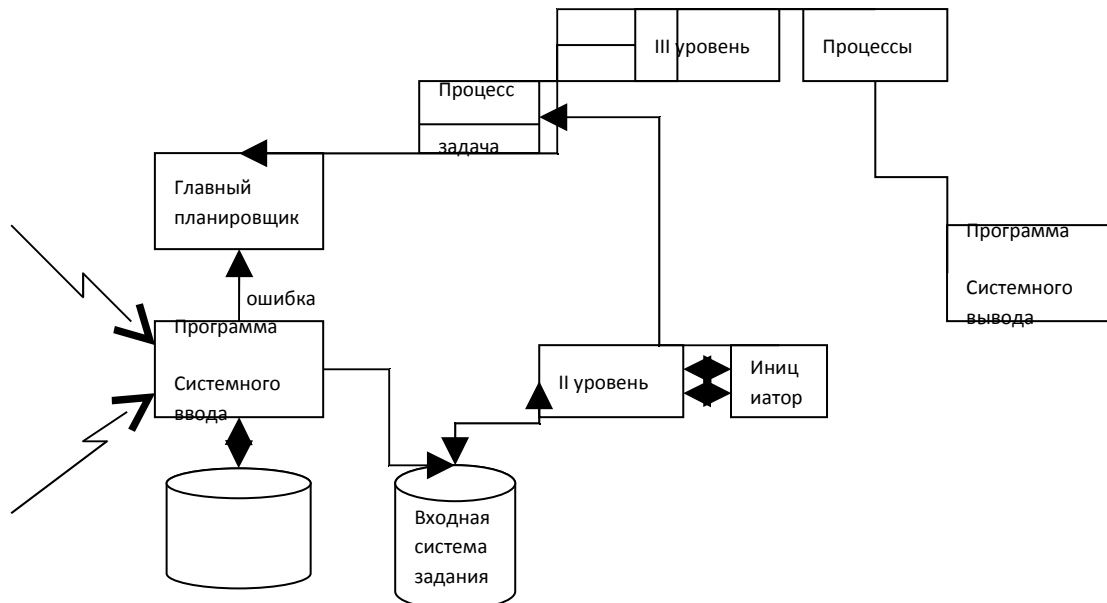 III уровень
Процессы
Процесс
задача
Главный
планировщик
ошибка
Программа
Системного
ввода
II уровень
Иниц
иатор
Программа
Системного
вывода
Входная
система
задания